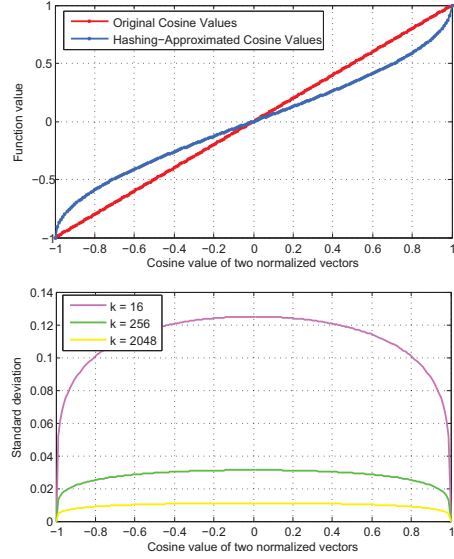 Original Cosine Values
Hashing−Approximated Cosine Values
Function value
1
0.5
0
−0.5
−1
−1 −0.8 −0.6 −0.4 −0.2 0 0.2 0.4 0.6 0.8 1
Cosine value of two normalized vectors
k = 16
k = 256
k = 2048
Standard deviation
0.14
0.12
0.1
0.08
0.06
0.04
0.02
0
−1 −0.8 −0.6 −0.4 −0.2 0 0.2 0.4 0.6 0.8 1
Cosine value of two normalized vectors